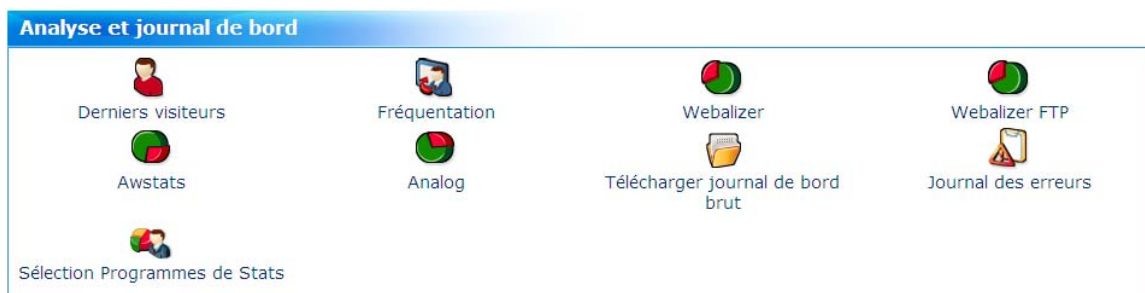 Analyse et journal de bord
Derniers visiteurs
Fréquentation
Webalizer
Webalizer FTP
Awstats
Analog
Télécharger journal de bord
brut
Journal des erreurs
Sélection Programmes de Stats